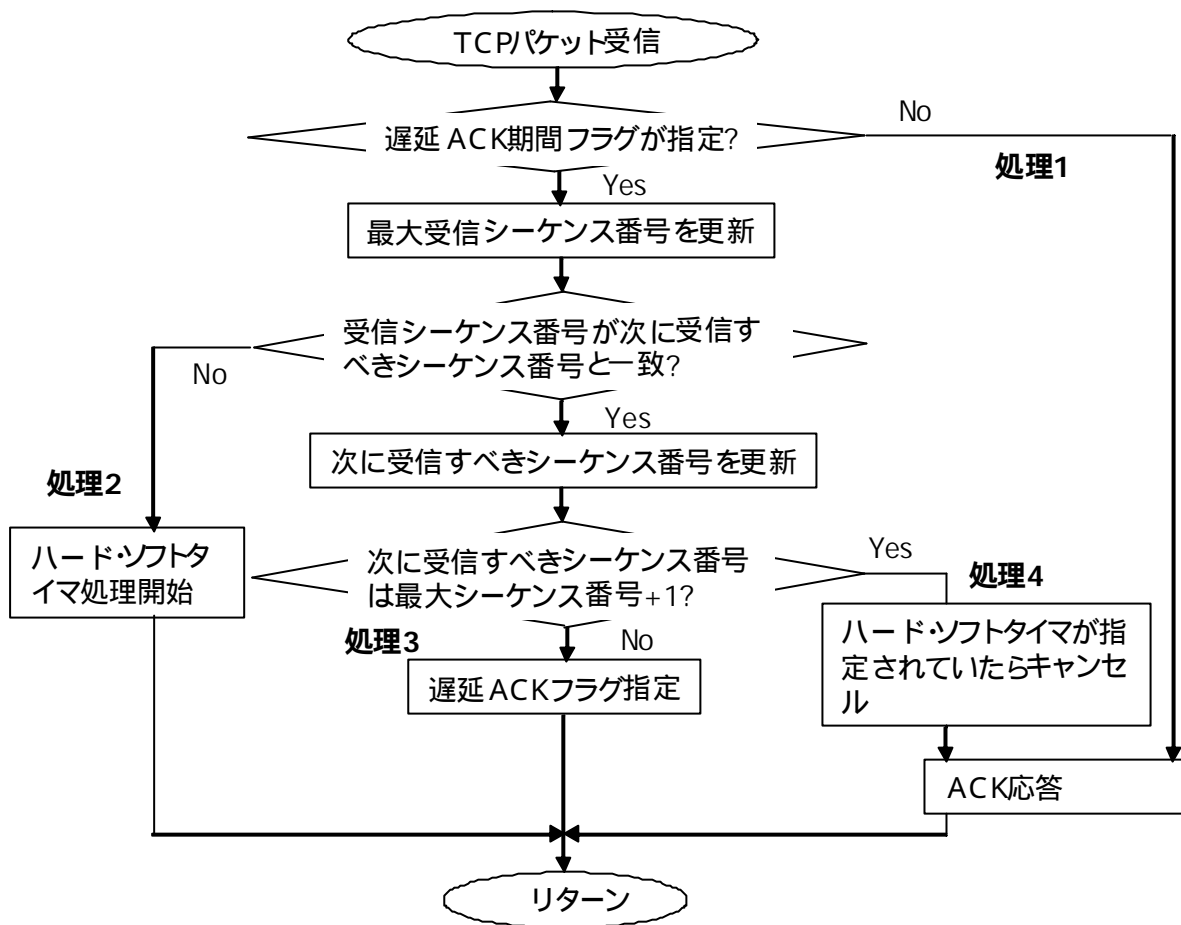 TCPパケット受信
遅延ACK期間フラグが指定?
No
処理1
Yes
最大受信シーケンス番号を更新
受信シーケンス番号が次に受信す
べきシーケンス番号と一致?
No
Yes
次に受信すべきシーケンス番号を更新
処理2
ハード・ソフトタ
イマ処理開始
次に受信すべきシーケンス番号
は最大シーケンス番号+1?
Yes
処理4
処理3
No
ハード・ソフトタイマが指
定されていたらキャンセ
ル
遅延ACKフラグ指定
ACK応答
リターン